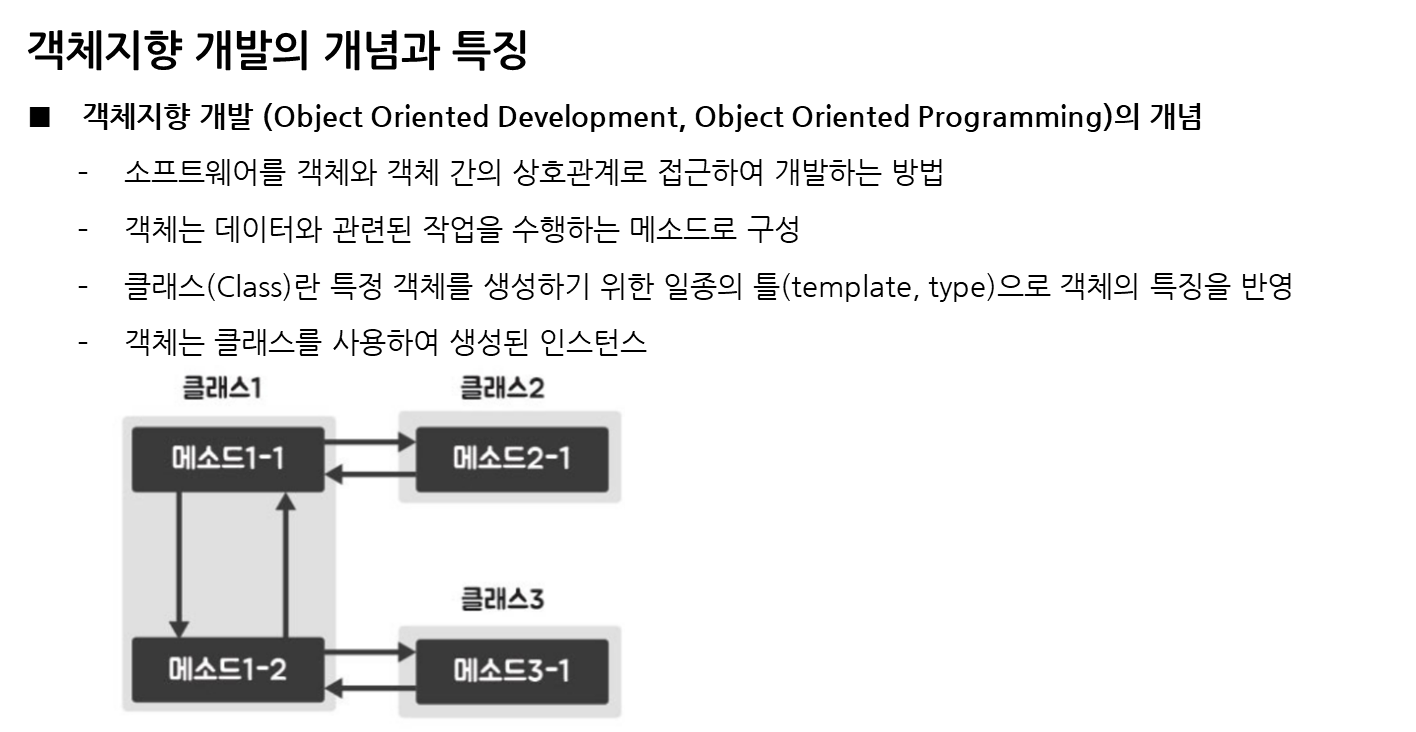 객체지향 개발의 개념과 특징
■ 객체지향 개발 (Object Oriented Development, Object Oriented Programming)의 개념
- 소프트웨어를 객체와 객체 간의 상호관계로 접근하여 개발하는 방법
- 객체는 데이터와 관련된 작업을 수행하는 메소드로 구성
- 클래스(Class)란 특정 객체를 생성하기 위한 일종의 틀(template, type)으로 객체의 특징을 반영
- 객체는 클래스를 사용하여 생성된 인스턴스
클래스1
클래스2
메소드1-1
메소드2-1
클래스3
메소드1-2
메소드3-1